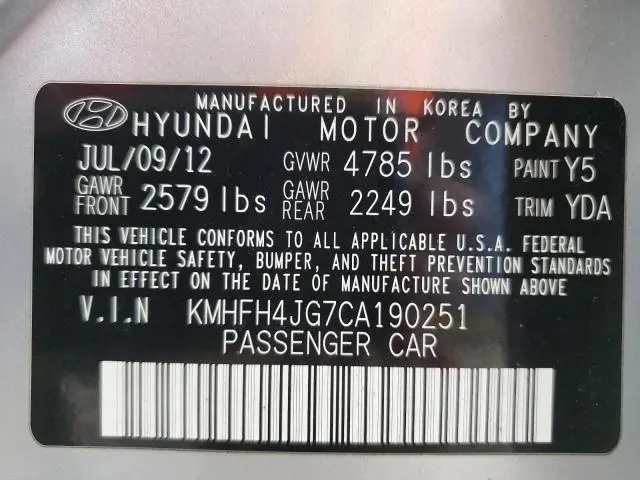 MANUFACTURED IN KOREA BY
HYUNDAI MOTOR COMPANY
JUL/09/12 GVWR 4785 lbs PAINT Y5
GAWR FRONT 2579 lbs GAWR REAR 2249 lbs TRIM YDA
THIS VEHICLE CONFORMS TO ALL APPLICABLE U.S.A. FEDERAL
MOTOR VEHICLE SAFETY, BUMPER, AND THEFT PREVENTION STANDARDS
IN EFFECT ON THE DATE OF MANUFACTURE SHOWN ABOVE
V.I.N KMHFH4JG7CA190251
PASSENGER CAR